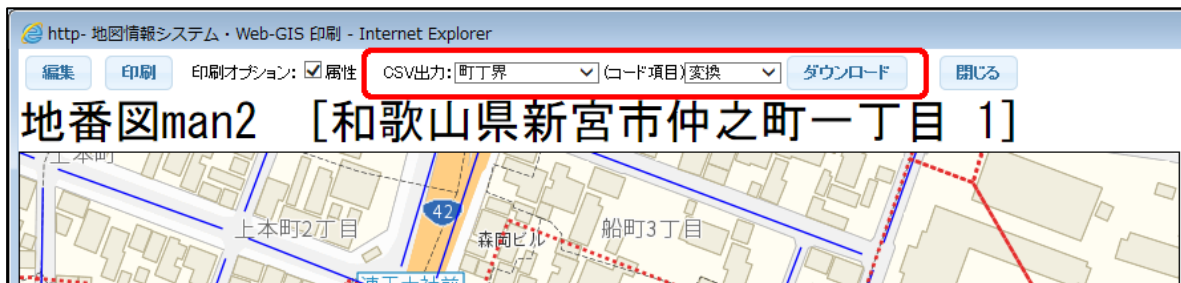 http- 地図情報システム・Web-GIS 印刷 - Internet Explorer
編集 印刷 印刷オプション: 属性 CSV出力: 町丁界 (コード項目) 変換 ダウンロード 閉じる
地番図man2 [和歌山県新宮市仲之町一丁目 1]
上本町
42
上本町2丁目
船町3丁目
森岡ビル